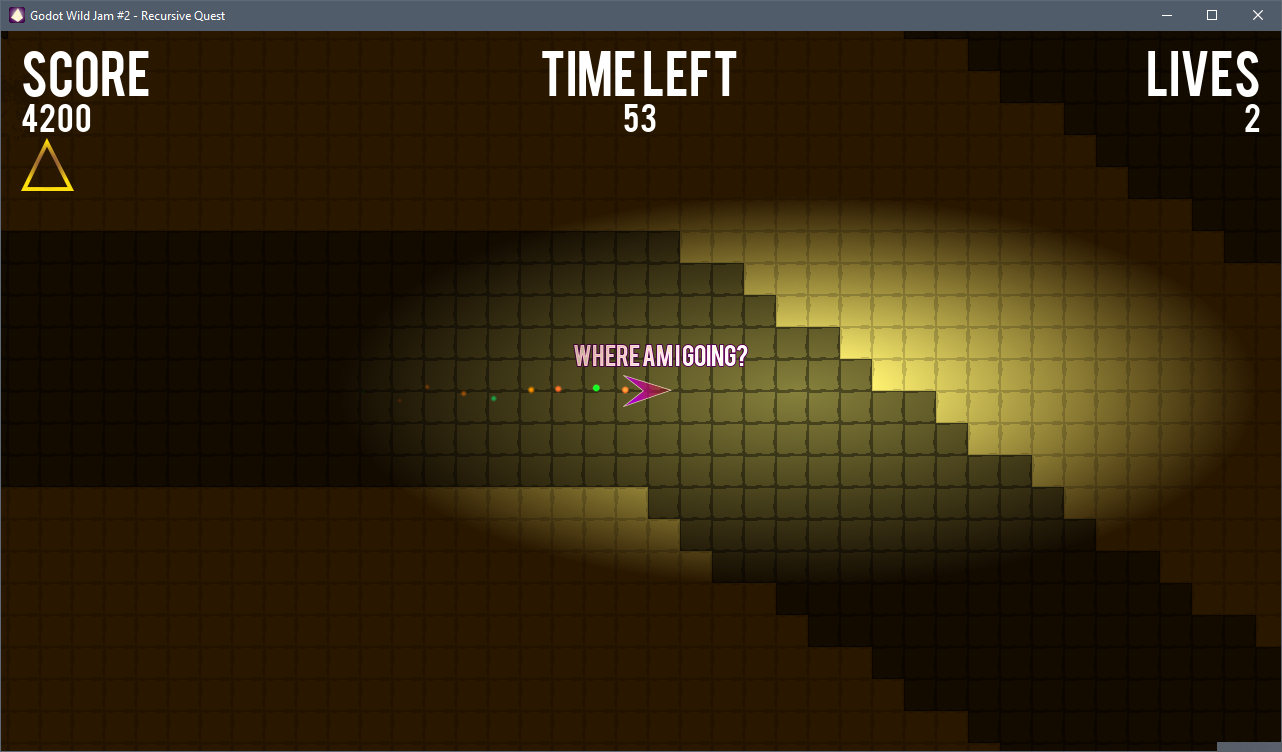 Godot Wild Jam #2 - Recursive Quest
SCORE
4200
TIME LEFT
53
LIVES
2
WHERE AM I GOING?